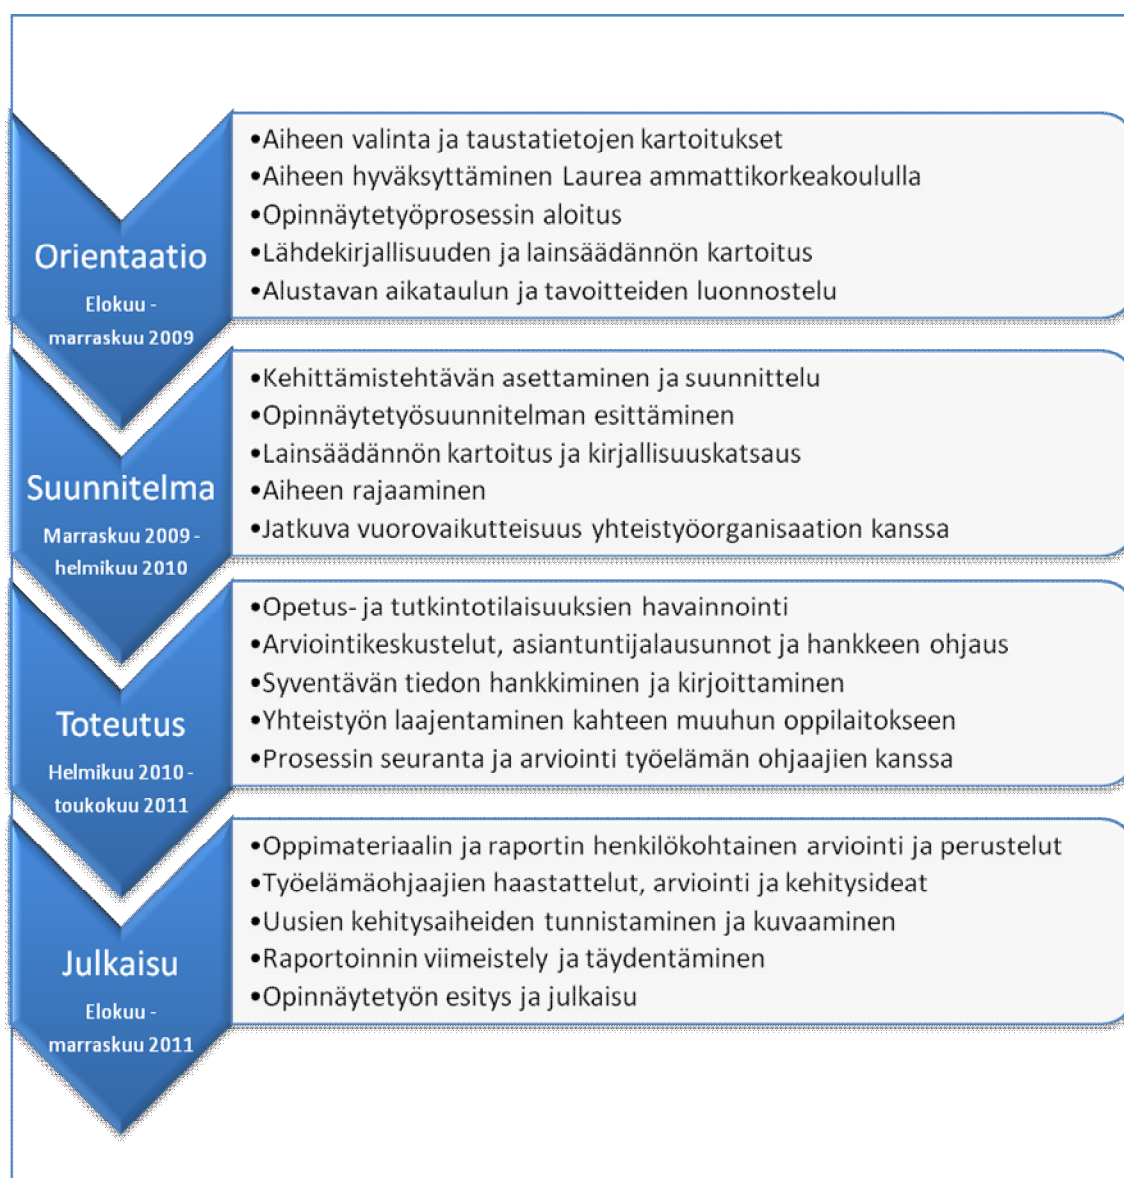 Orientaatio
Elokuu -
marraskuu 2009
•Aiheen valinta ja taustatietojen kartoitukset
•Aiheen hyväksyttäminen Laurea ammattikorkeakoululla
•Opinnäytetyöprosessin aloitus
•Lähdekirjallisuuden ja lainsäädännön kartoitus
•Alustavan aikataulun ja tavoitteiden luonnostelu
Suunnitelma
Marraskuu 2009 -
helmikuu 2010
•Kehittämistehtävän asettaminen ja suunnittelu
•Opinnäytetyösuunnitelman esittäminen
•Lainsäädännön kartoitus ja kirjallisuuskatsaus
•Aiheen rajaaminen
•Jatkuva vuorovaikutteisuus yhteistyöorganisaation kanssa
Toteutus
Helmikuu 2010 -
toukokuu 2011
•Opetus- ja tutkintotilaisuuksien havainnointi
•Arviointikeskustelut, asiantuntijalausunnot ja hankkeen ohjaus
•Syventävän tiedon hankkiminen ja kirjoittaminen
•Yhteistyön laajentaminen kahteen muuhun oppilaitokseen
•Prosessin seuranta ja arviointi työelämän ohjaajien kanssa
Julkaisu
Elokuu -
marraskuu 2011
•Oppimateriaalin ja raportin henkilökohtainen arviointi ja perustelut
•Työelämäohjaajien haastattelut, arviointi ja kehitysideat
•Uusien kehitysaiheiden tunnistaminen ja kuvaaminen
•Raportoinnin viimeistely ja täydentäminen
•Opinnäytetyön esitys ja julkaisu